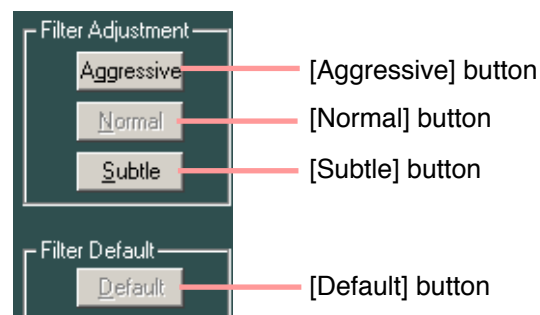 Filter Adjustment
Aggressive [Aggressive] button
Normal [Normal] button
Subtle [Subtle] button
Filter Default
Default [Default] button